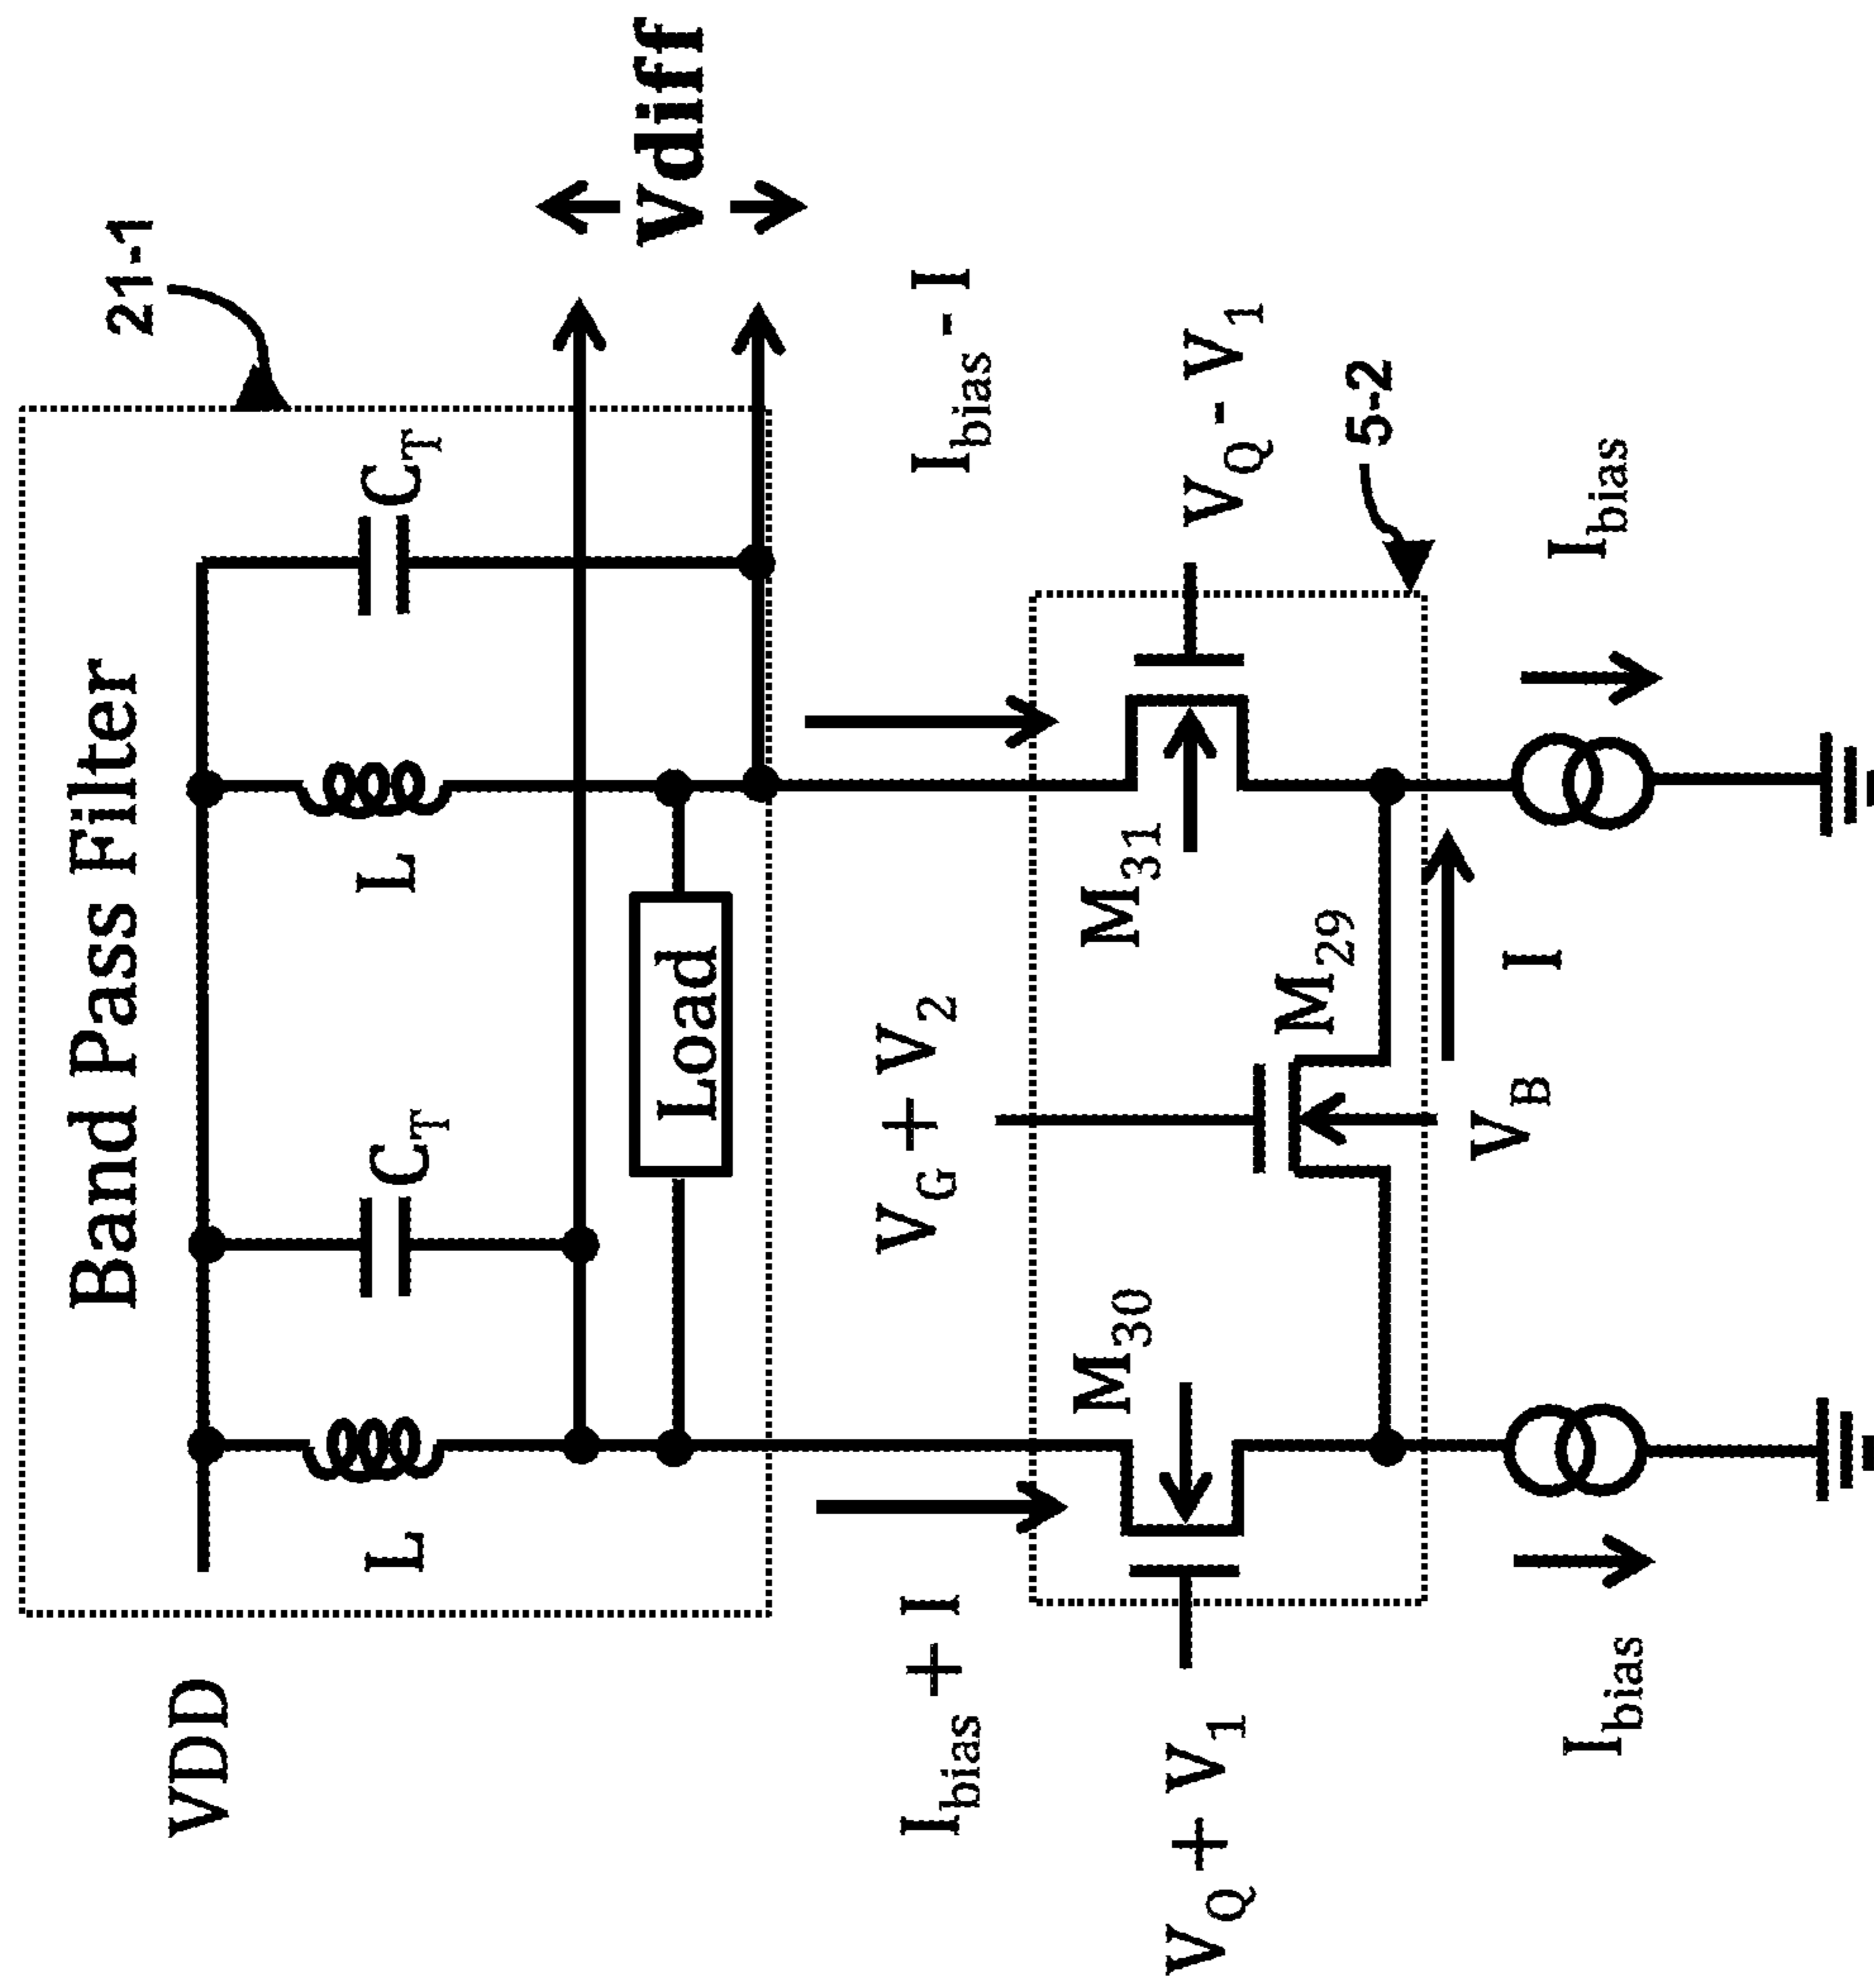 21-1
Band Pass Filter
VDD
L
C_T
L
C_T
Load
Vdiff
I_bias + I
V_G + V_2
I_bias - I
V_Q + V_1
M_30
M_31
V_Q - V_1
M_29
5-2
V_B
I
I_bias
I_bias